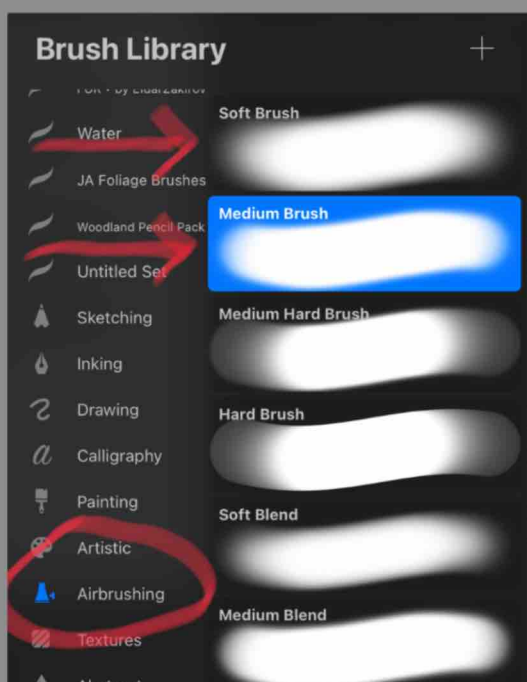 Brush Library
Water
JA Foliage Brushes
Woodland Pencil Pack
Untitled Set
Sketching
Inking
Drawing
Calligraphy
Painting
Artistic
Airbrushing
Textures
Soft Brush
Medium Brush
Medium Hard Brush
Hard Brush
Soft Blend
Medium Blend